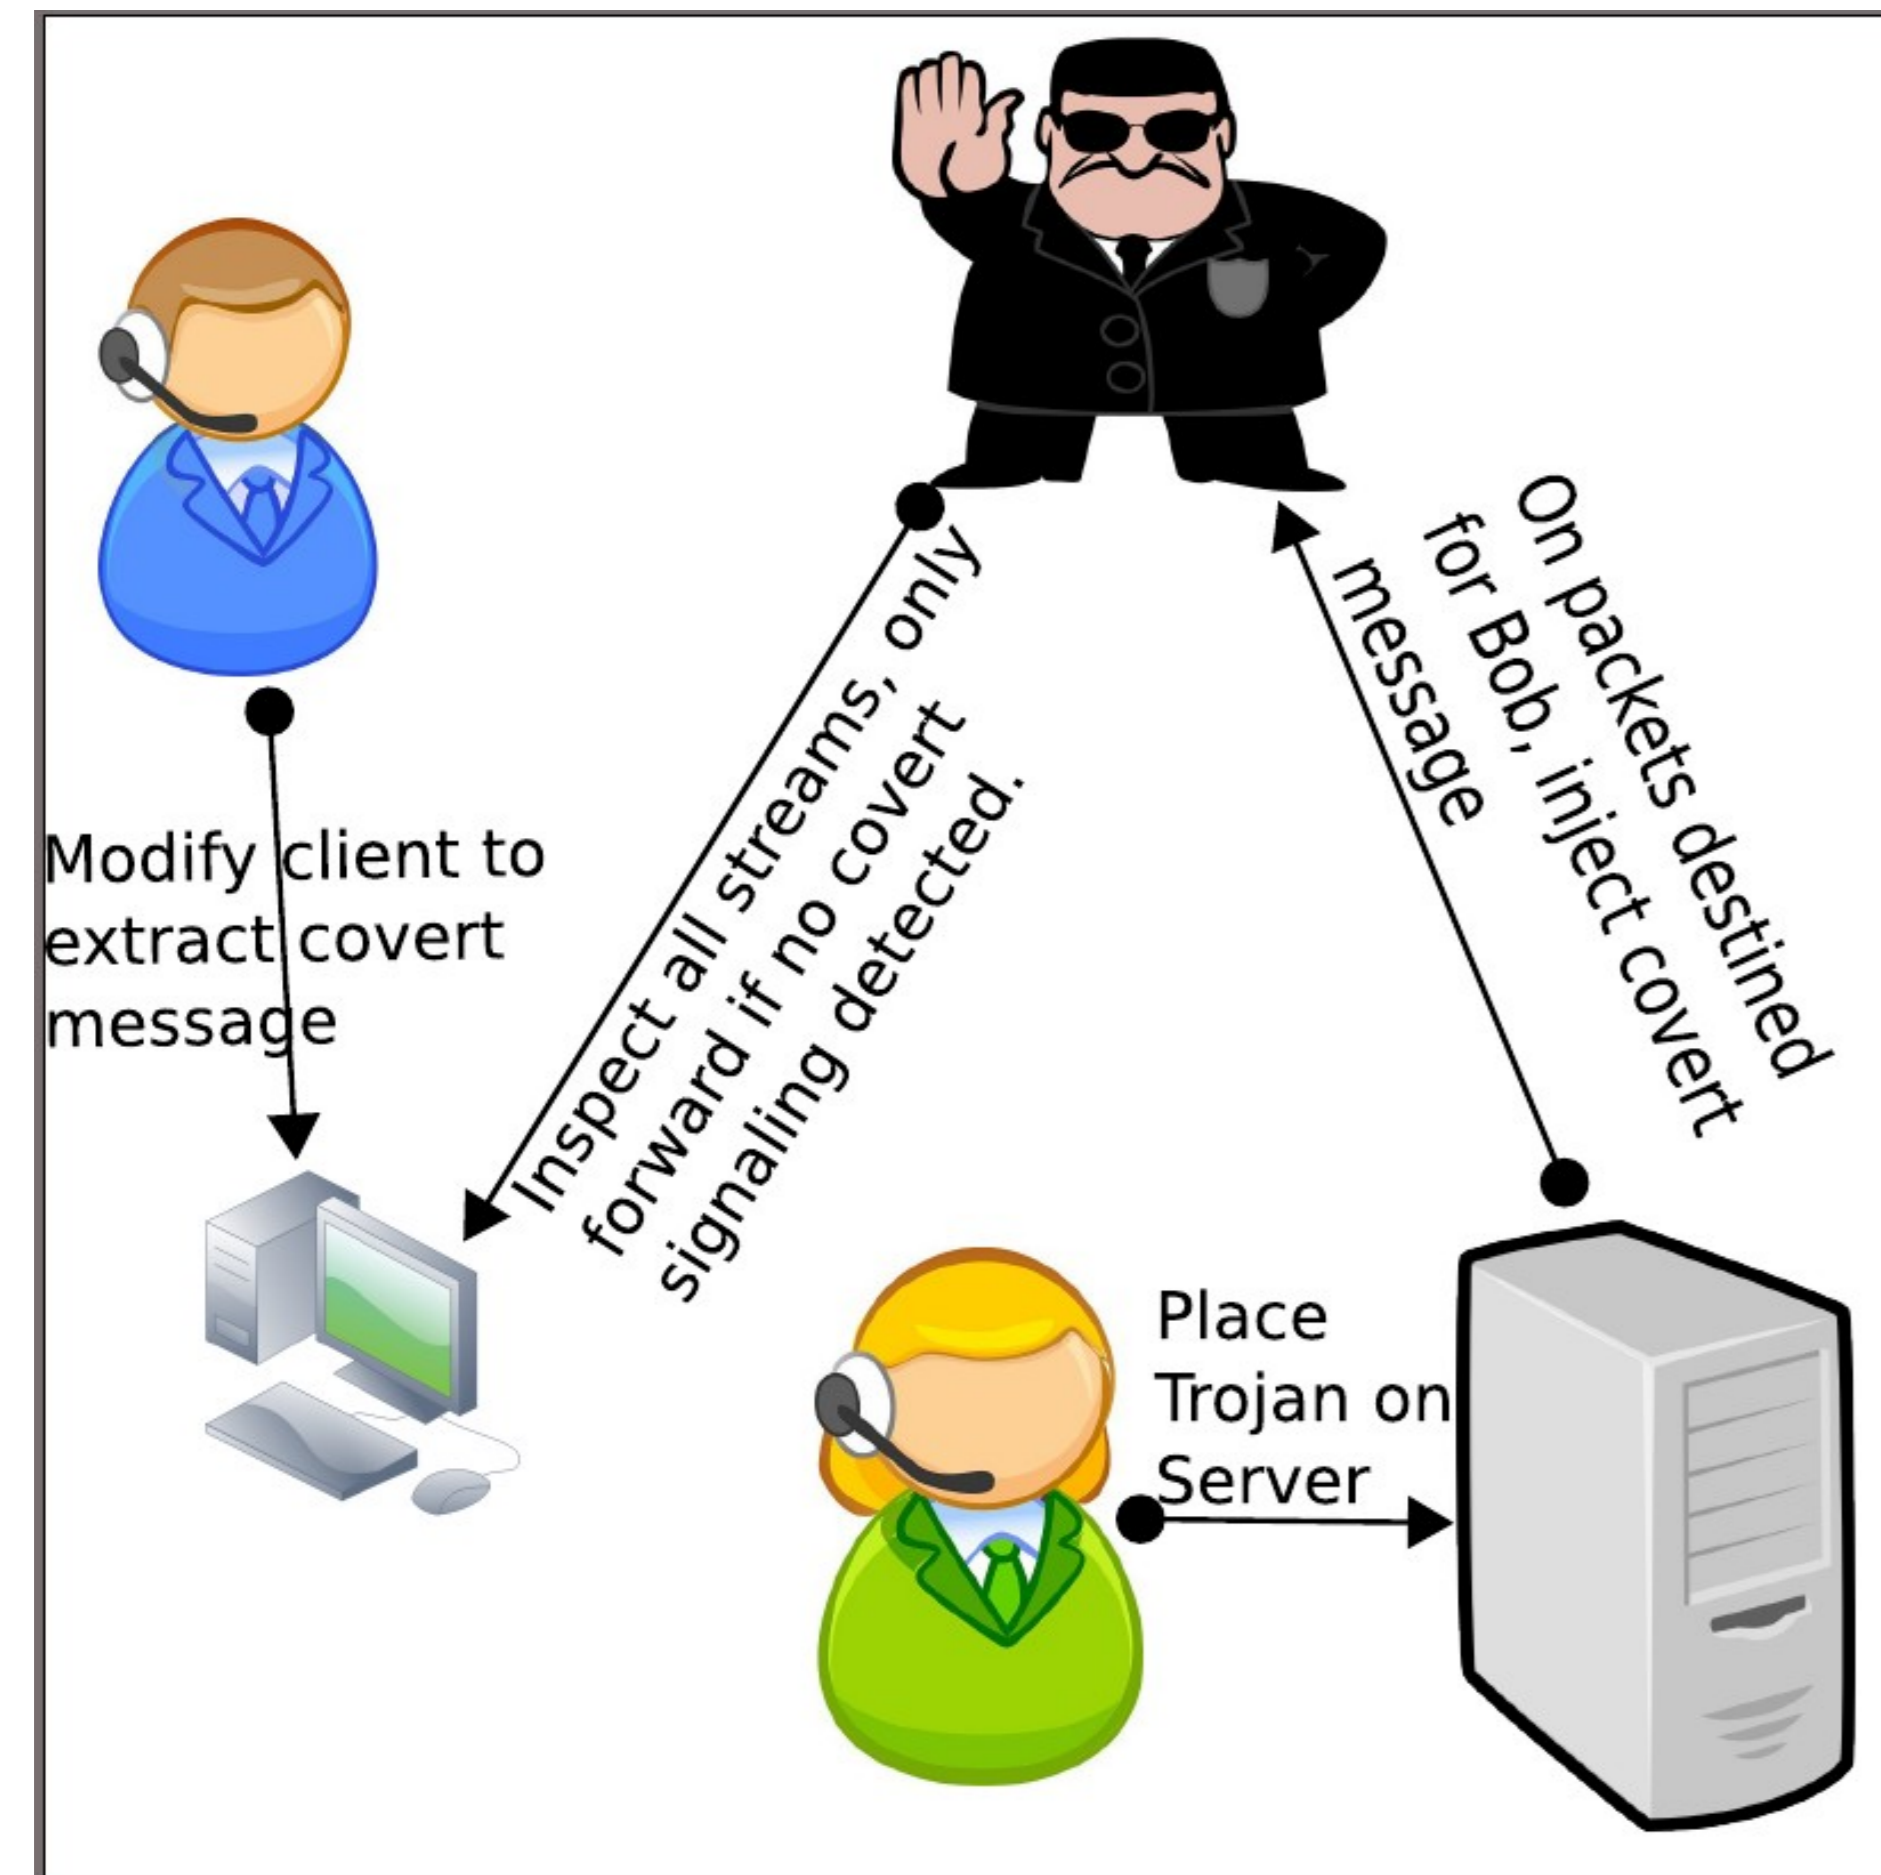 Modify client to
extract covert
message
Inspect all streams, only
forward if no covert
signaling detected.
On packets destined
for Bob, inject covert
message
Place
Trojan on
Server